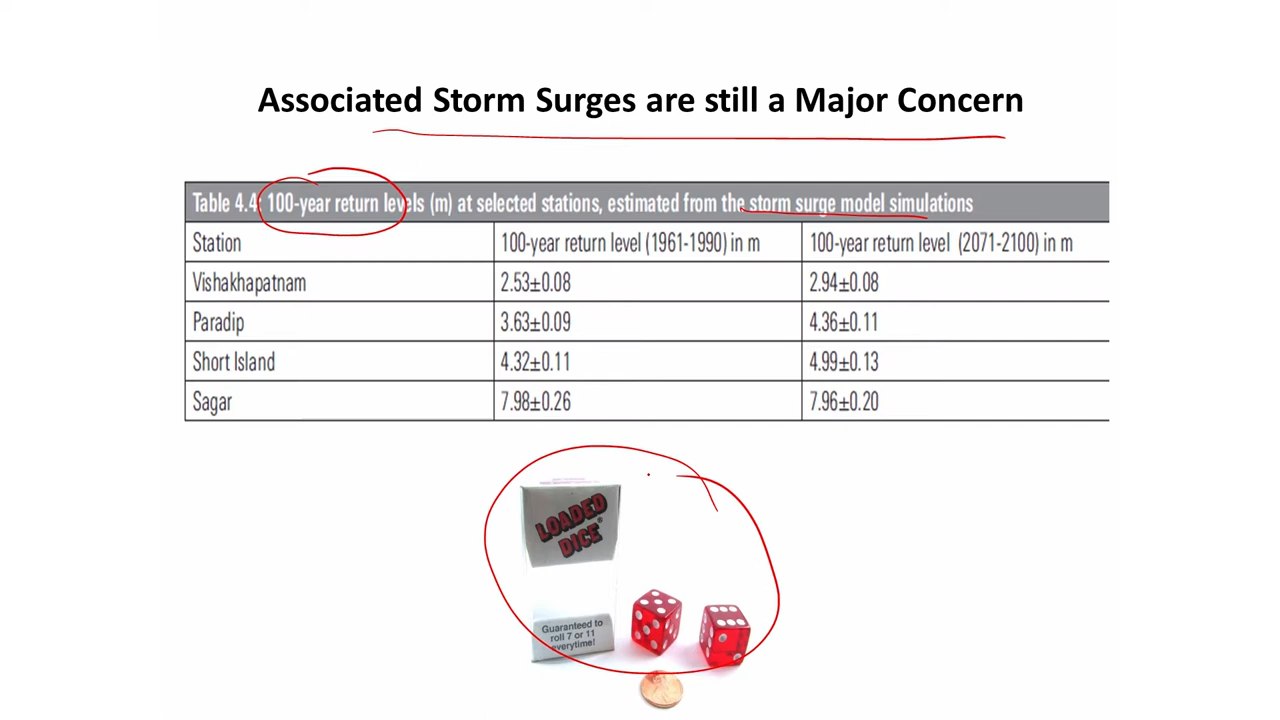 Associated Storm Surges are still a Major Concern
Table 4.4: 100-year return levels (m) at selected stations, estimated from the storm surge model simulations
Station 100-year return level (1961-1990) in m 100-year return level (2071-2100) in m
Vishakhapatnam 2.53±0.08 2.94±0.08
Paradip 3.63±0.09 4.36±0.11
Short Island 4.32±0.11 4.99±0.13
Sagar 7.98±0.26 7.96±0.20
LOADED
DICE®
Guaranteed to
roll 7 or 11
everytime!